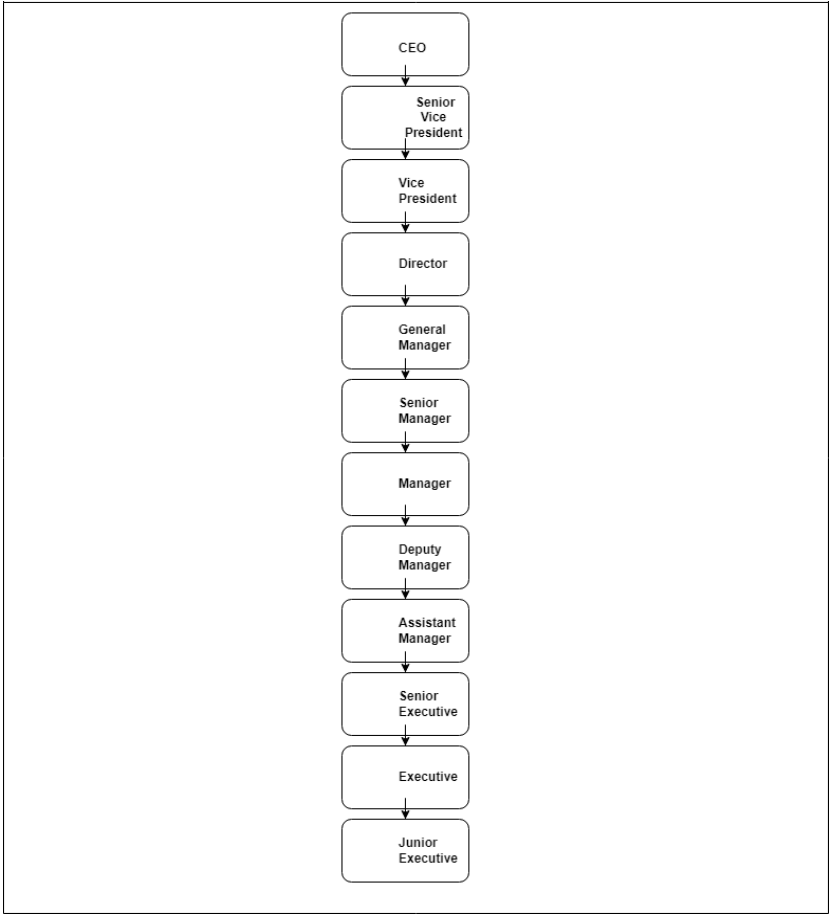 CEO
Senior
Vice
President
Vice
President
Director
General
Manager
Senior
Manager
Manager
Deputy
Manager
Assistant
Manager
Senior
Executive
Executive
Junior
Executive